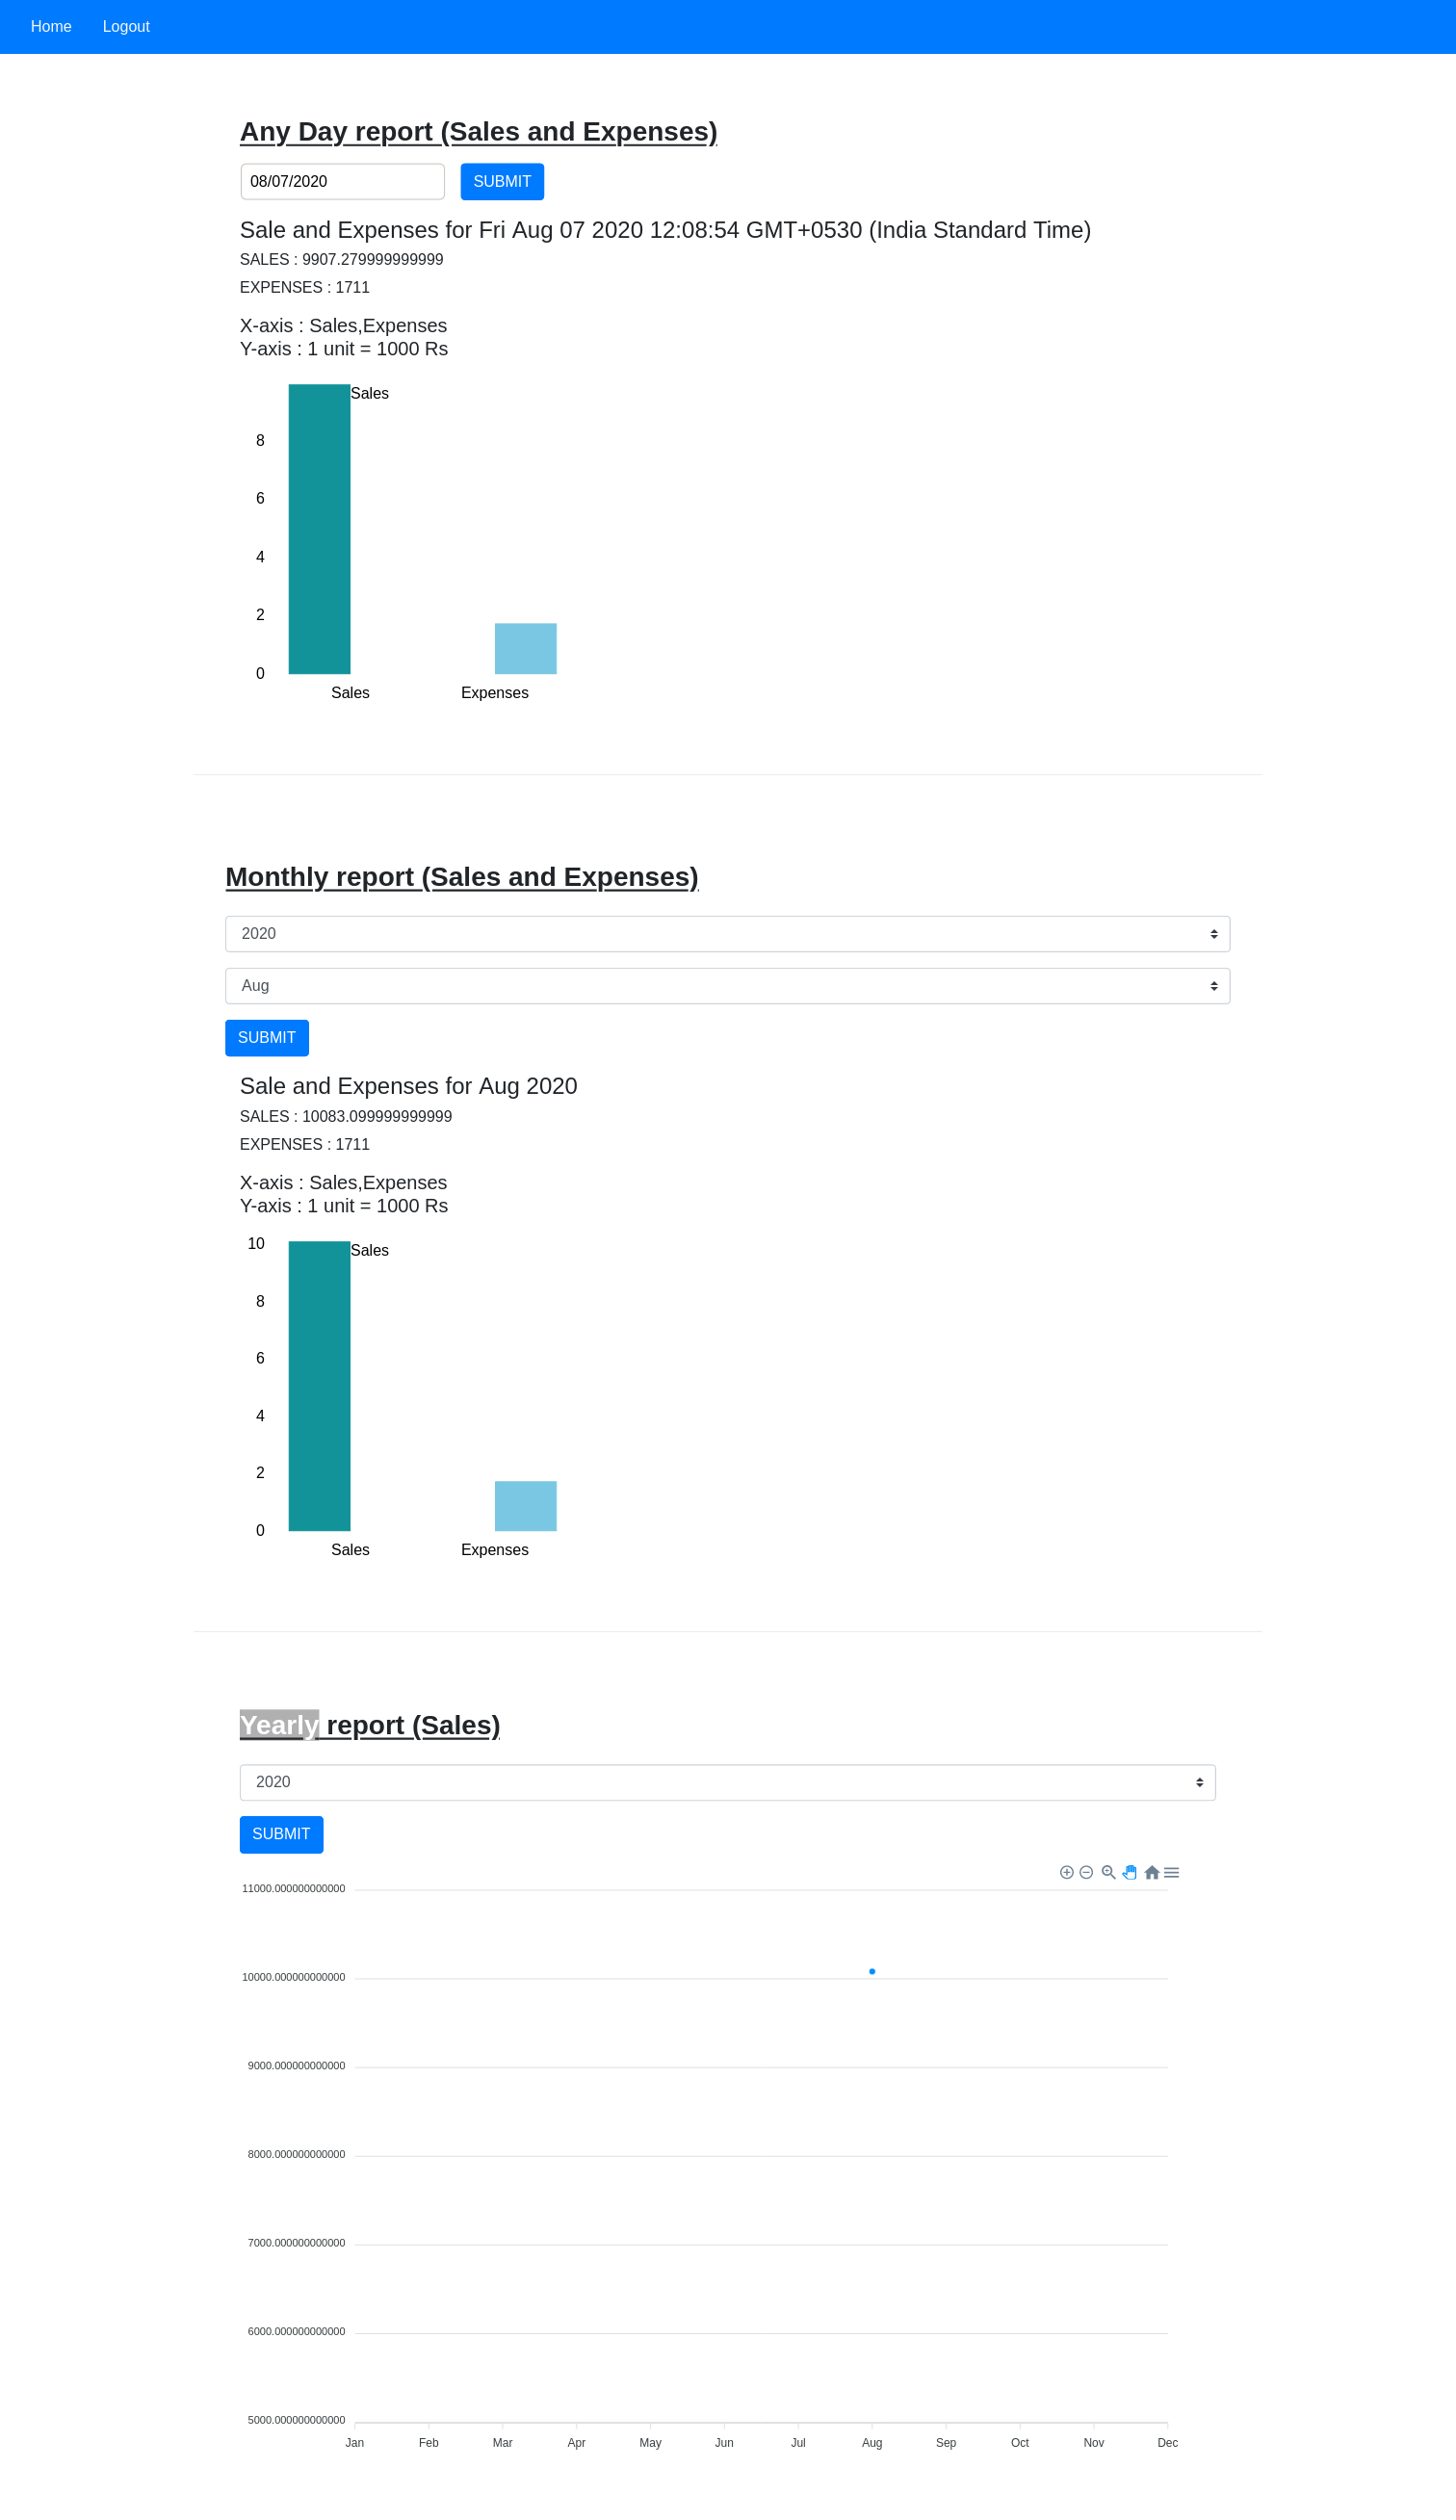 Home Logout
Any Day report (Sales and Expenses)
08/07/2020 SUBMIT
Sale and Expenses for Fri Aug 07 2020 12:08:54 GMT+0530 (India Standard Time)
SALES : 9907.279999999999
EXPENSES : 1711
X-axis : Sales,Expenses
Y-axis : 1 unit = 1000 Rs
Sales
8
6
4
2
0
Sales Expenses
Monthly report (Sales and Expenses)
2020
Aug
SUBMIT
Sale and Expenses for Aug 2020
SALES : 10083.099999999999
EXPENSES : 1711
X-axis : Sales,Expenses
Y-axis : 1 unit = 1000 Rs
10 Sales
8
6
4
2
0
Sales Expenses
Yearly report (Sales)
2020
SUBMIT
11000.000000000000
10000.000000000000
9000.000000000000
8000.000000000000
7000.000000000000
6000.000000000000
5000.000000000000
Jan Feb Mar Apr May Jun Jul Aug Sep Oct Nov Dec